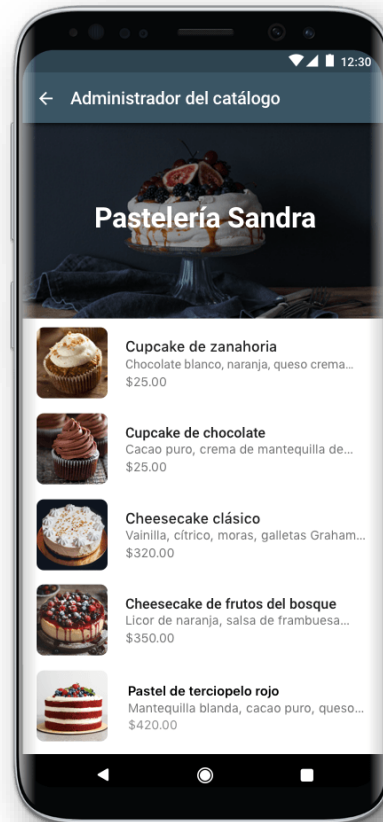 12:30
Administrador del catálogo
Pastelería Sandra
Cupcake de zanahoria
Chocolate blanco, naranja, queso crema...
$25.00
Cupcake de chocolate
Cacao puro, crema de mantequilla de...
$25.00
Cheesecake clásico
Vainilla, cítrico, moras, galletas Graham...
$320.00
Cheesecake de frutos del bosque
Licor de naranja, salsa de frambuesa...
$350.00
Pastel de terciopelo rojo
Mantequilla blanda, cacao puro, queso...
$420.00